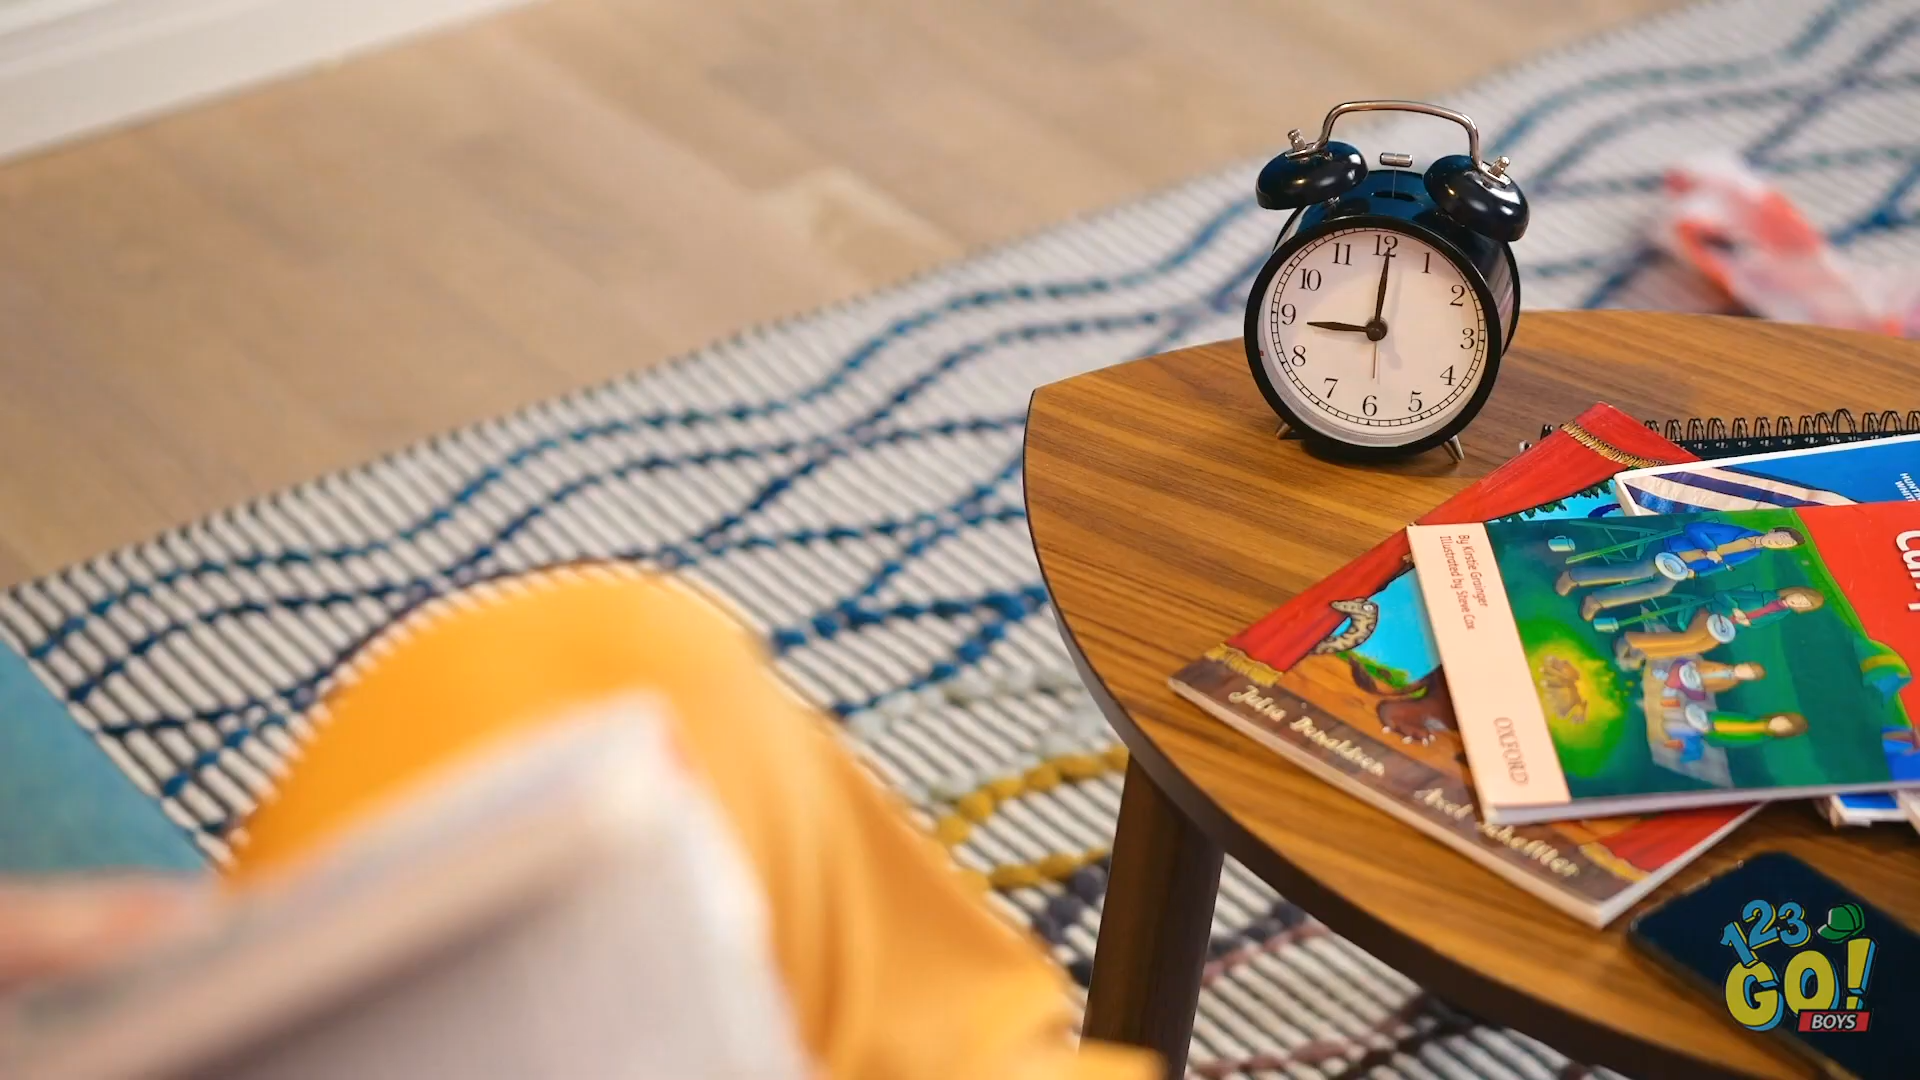 12
11
1
10
2
9
3
8
4
7
5
6
By Kirstie Grainger
Illustrated by Steve Cox
OXFORD
Julia Donaldson
Axel Scheffler
123
GO!
BOYS